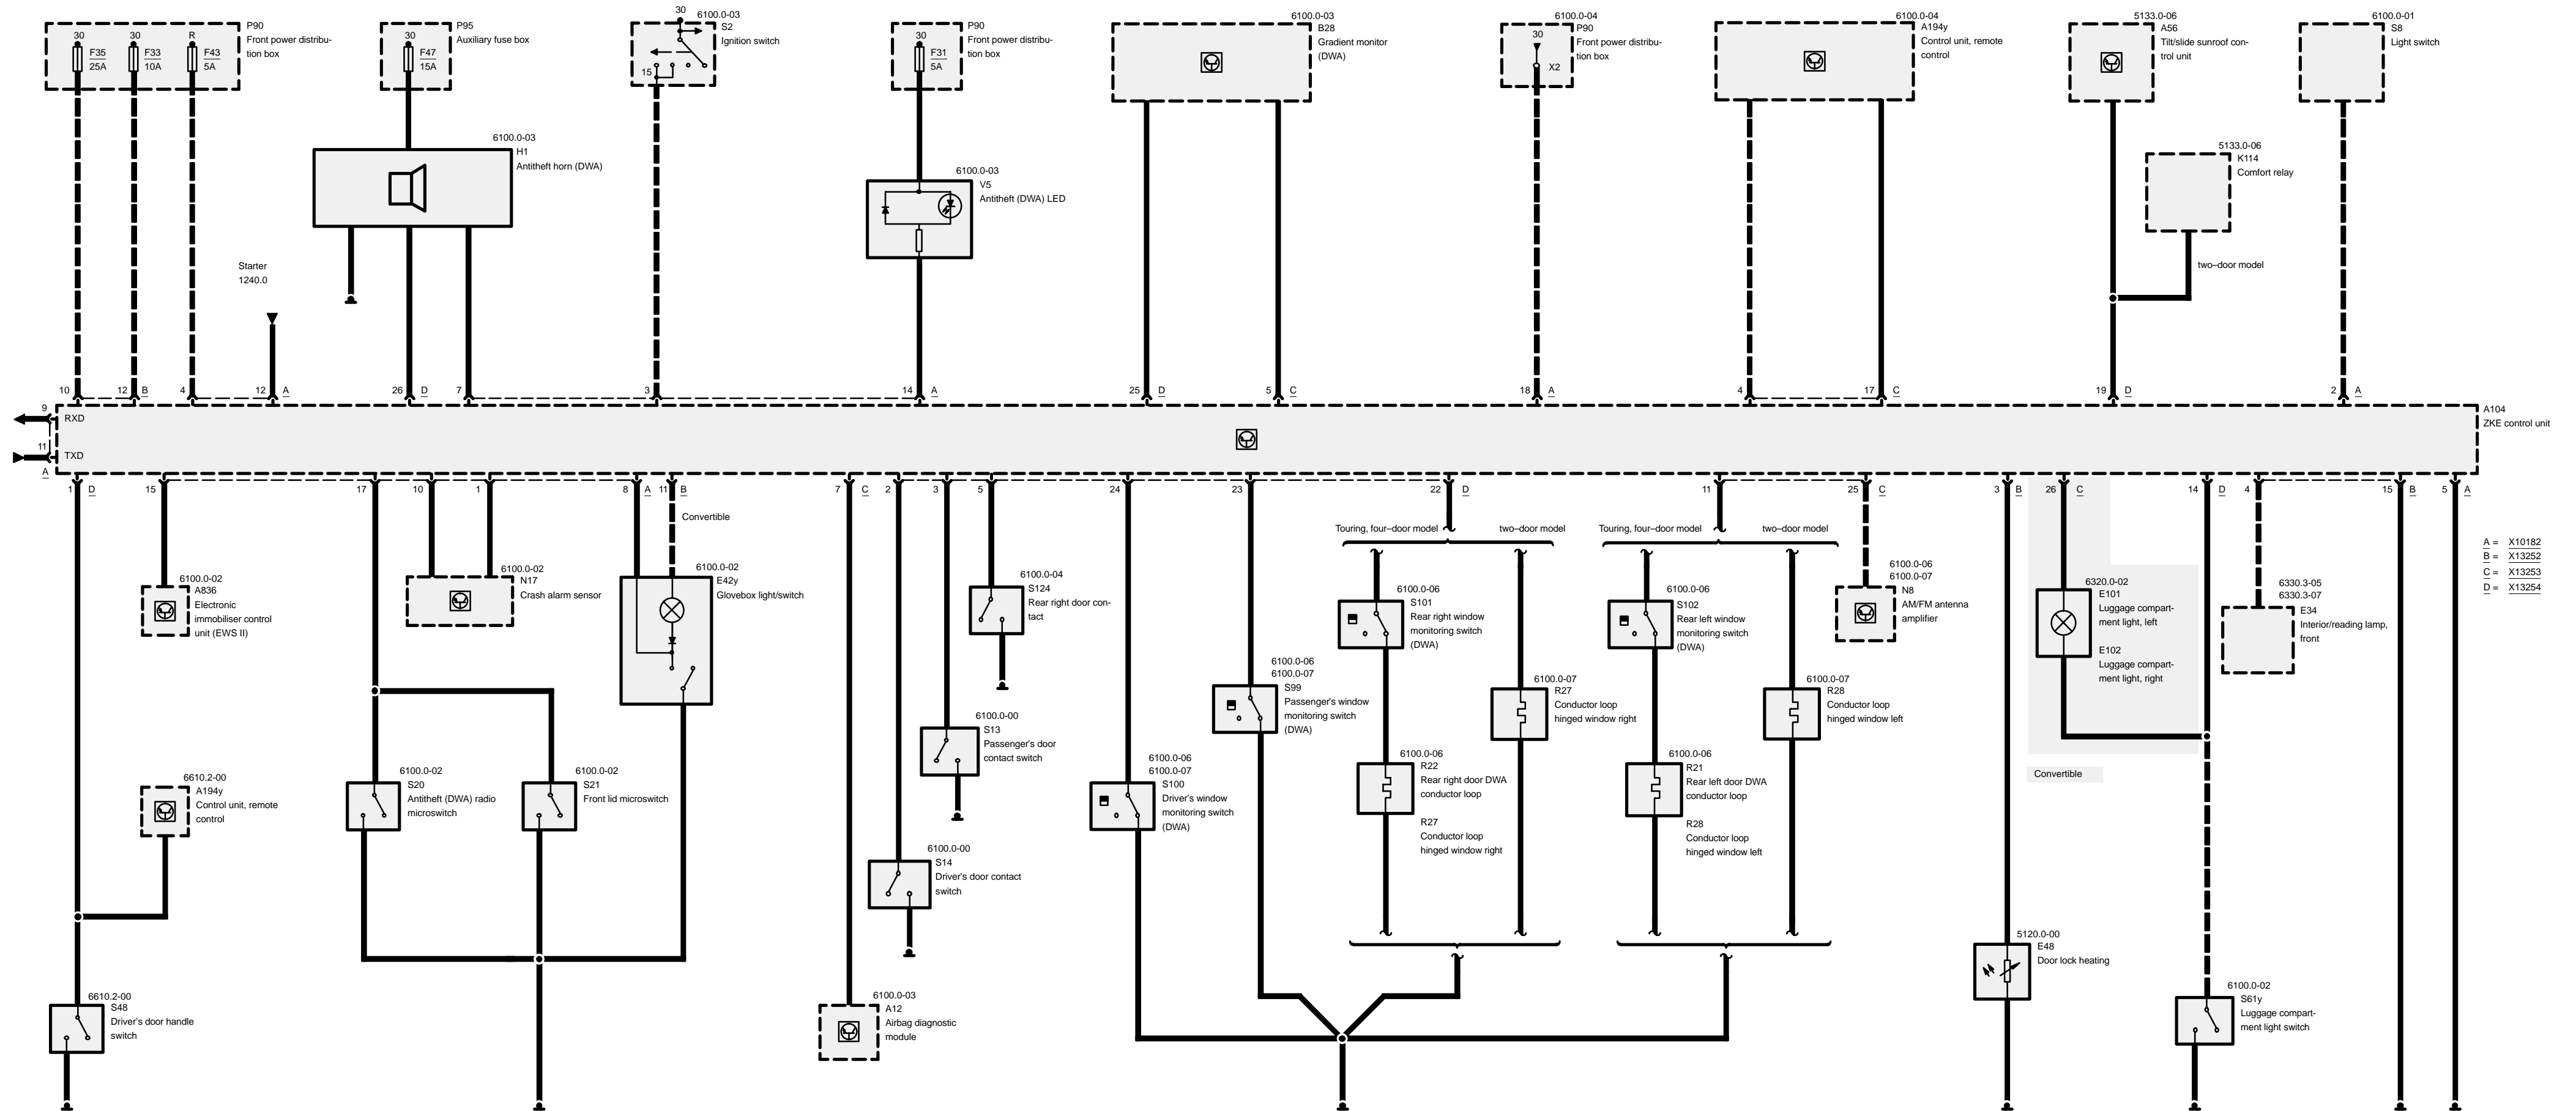 30
F35
25A
30
F33
10A
R
F43
5A
P90
Front power distribu-
tion box
30
F47
15A
P95
Auxiliary fuse box
30
6100.0-03
S2
Ignition switch
15
30
F31
5A
P90
Front power distribu-
tion box
6100.0-03
B28
Gradient monitor
(DWA)
6100.0-04
P90
Front power distribu-
tion box
30
X2
6100.0-04
A194y
Control unit, remote
control
5133.0-06
A56
Tilt/slide sunroof con-
trol unit
6100.0-01
S8
Light switch
6100.0-03
H1
Antitheft horn (DWA)
6100.0-03
V5
Antitheft (DWA) LED
5133.0-06
K114
Comfort relay
two–door model
Starter
1240.0
10
12
B
4
12
A
26
D
7
3
14
A
25
D
5
C
18
A
4
17
C
19
D
2
A
9
RXD
11
TXD
A
A104
ZKE control unit
1
D
15
17
10
1
8
A
11
B
7
C
2
3
5
24
23
22
D
11
25
C
3
B
26
C
14
D
4
15
B
5
A
Convertible
Touring, four–door model
two–door model
Touring, four–door model
two–door model
A = X10182
B = X13252
C = X13253
D = X13254
6100.0-02
A836
Electronic
immobiliser control
unit (EWS II)
6100.0-02
N17
Crash alarm sensor
6100.0-02
E42y
Glovebox light/switch
6100.0-04
S124
Rear right door con-
tact
6100.0-06
S101
Rear right window
monitoring switch
(DWA)
6100.0-06
S102
Rear left window
monitoring switch
(DWA)
6100.0-06
6100.0-07
N8
AM/FM antenna
amplifier
6320.0-02
E101
Luggage compart-
ment light, left
E102
Luggage compart-
ment light, right
6330.3-05
6330.3-07
E34
Interior/reading lamp,
front
6100.0-06
6100.0-07
S99
Passenger's window
monitoring switch
(DWA)
6100.0-07
R27
Conductor loop
hinged window right
6100.0-07
R28
Conductor loop
hinged window left
6100.0-00
S13
Passenger's door
contact switch
6610.2-00
A194y
Control unit, remote
control
6100.0-02
S20
Antitheft (DWA) radio
microswitch
6100.0-02
S21
Front lid microswitch
6100.0-06
6100.0-07
S100
Driver's window
monitoring switch
(DWA)
6100.0-06
R22
Rear right door DWA
conductor loop
R27
Conductor loop
hinged window right
6100.0-06
R21
Rear left door DWA
conductor loop
R28
Conductor loop
hinged window left
Convertible
6100.0-00
S14
Driver's door contact
switch
5120.0-00
E48
Door lock heating
6610.2-00
S48
Driver's door handle
switch
6100.0-03
A12
Airbag diagnostic
module
6100.0-02
S61y
Luggage compart-
ment light switch